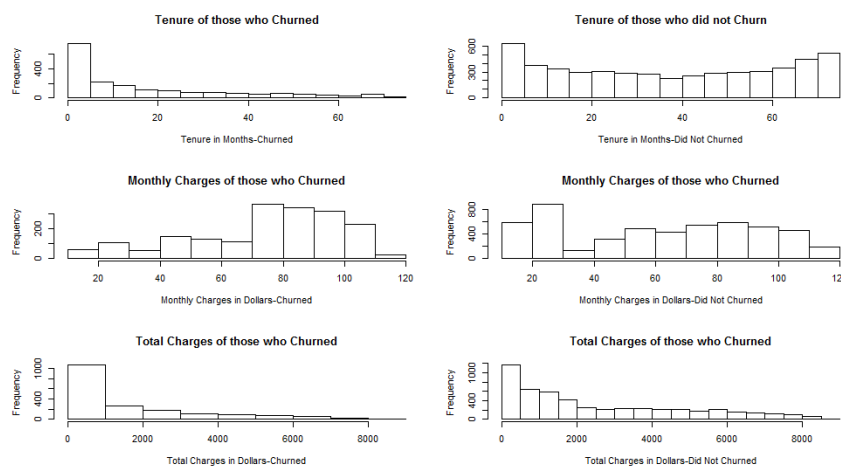 Tenure of those who Churned
Frequency
0 400
0 20 40 60
Tenure in Months-Churned
Tenure of those who did not Churn
Frequency
0 300 600
0 20 40 60
Tenure in Months-Did Not Churned
Monthly Charges of those who Churned
Frequency
0 200
20 40 60 80 100 120
Monthly Charges in Dollars-Churned
Monthly Charges of those who Churned
Frequency
0 400 800
20 40 60 80 100 120
Monthly Charges in Dollars-Did Not Churned
Total Charges of those who Churned
Frequency
0 400 1000
0 2000 4000 6000 8000
Total Charges in Dollars-Churned
Total Charges of those who Churned
Frequency
0 400 1000
0 2000 4000 6000 8000
Total Charges in Dollars-Did Not Churned